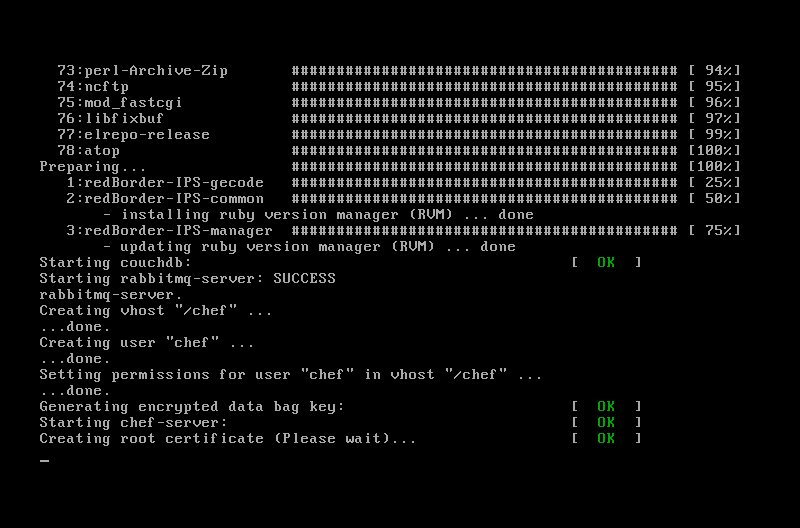 73:perl-Archive-Zip ########################################### [ 94%]
74:ncftp ########################################### [ 95%]
75:mod_fastcgi ########################################### [ 96%]
76:libfixbuf ########################################### [ 97%]
77:elrepo-release ########################################### [ 99%]
78:atop ########################################### [100%]
Preparing... ########################################### [100%]
1:redBorder-IPS-gecode ########################################### [ 25%]
2:redBorder-IPS-common ########################################### [ 50%]
- installing ruby version manager (RVM) ... done
3:redBorder-IPS-manager ########################################### [ 75%]
- updating ruby version manager (RVM) ... done
Starting couchdb: [ OK ]
Starting rabbitmq-server: SUCCESS
rabbitmq-server.
Creating vhost "/chef" ...
...done.
Creating user "chef" ...
...done.
Setting permissions for user "chef" in vhost "/chef" ...
...done.
Generating encrypted data bag key: [ OK ]
Starting chef-server: [ OK ]
Creating root certificate (Please wait)... [ OK ]
_